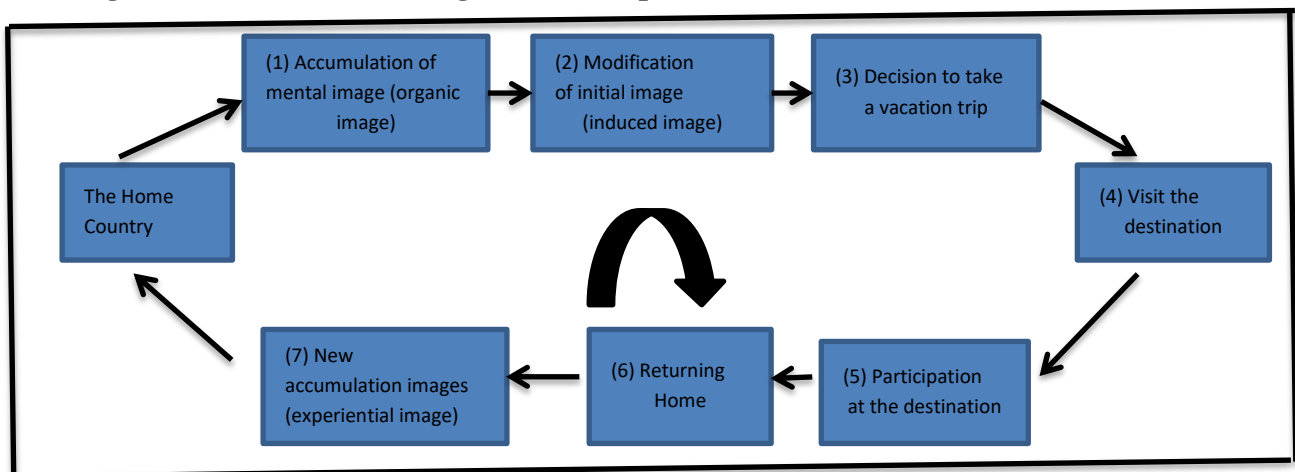 (1) Accumulation of
mental image (organic
image)
(2) Modification
of initial image
(induced image)
(3) Decision to take
a vacation trip
The Home
Country
(4) Visit the
destination
(5) Participation
at the destination
(6) Returning
Home
(7) New
accumulation images
(experiential image)